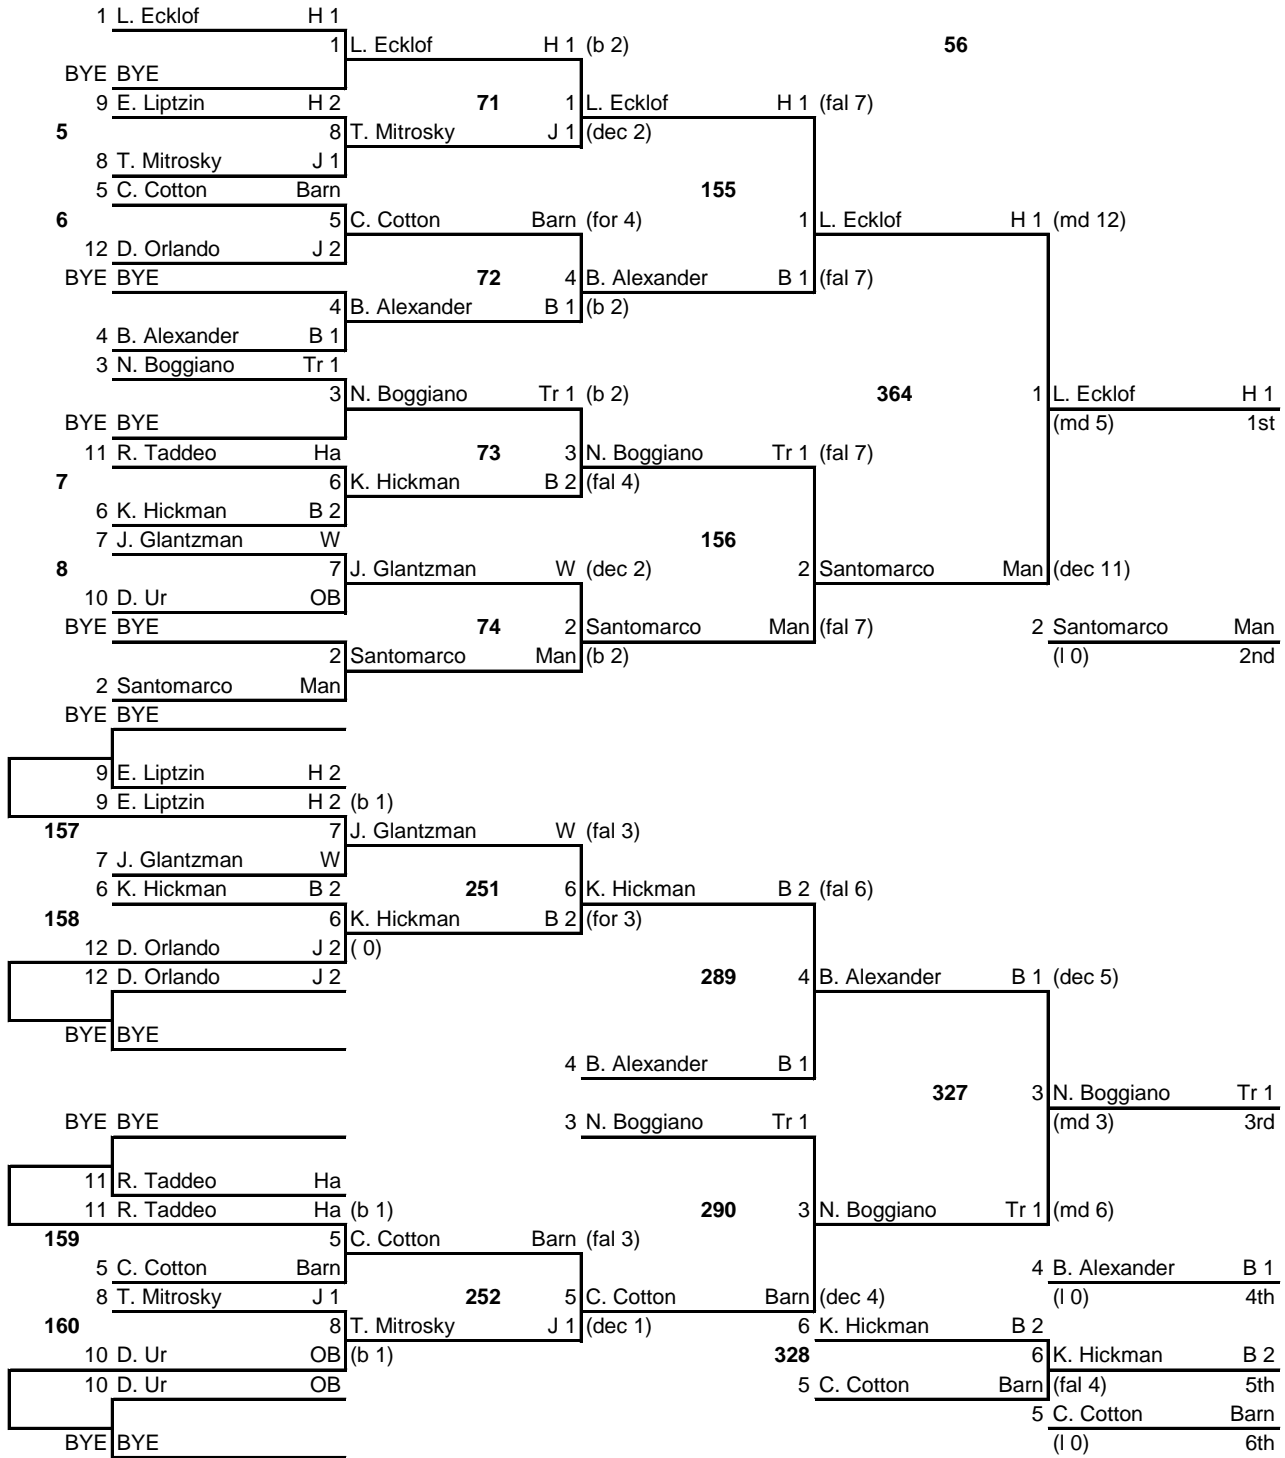 1 L. Ecklof H 1
1 L. Ecklof H 1 (b 2) 56
BYE BYE
9 E. Liptzin H 2 71 1 L. Ecklof H 1 (fal 7)
5 8 T. Mitrosky J 1 (dec 2)
8 T. Mitrosky J 1
5 C. Cotton Barn 155
6 5 C. Cotton Barn (for 4) 1 L. Ecklof H 1 (md 12)
12 D. Orlando J 2
BYE BYE 72 4 B. Alexander B 1 (fal 7)
4 B. Alexander B 1 (b 2)
4 B. Alexander B 1
3 N. Boggiano Tr 1
3 N. Boggiano Tr 1 (b 2) 364 1 L. Ecklof H 1
BYE BYE (md 5) 1st
11 R. Taddeo Ha 73 3 N. Boggiano Tr 1 (fal 7)
7 6 K. Hickman B 2 (fal 4)
6 K. Hickman B 2
7 J. Glantzman W 156
8 7 J. Glantzman W (dec 2) 2 Santomarco Man (dec 11)
10 D. Ur OB
BYE BYE 74 2 Santomarco Man (fal 7) 2 Santomarco Man
2 Santomarco Man (b 2) (l 0) 2nd
2 Santomarco Man
BYE BYE
9 E. Liptzin H 2
9 E. Liptzin H 2 (b 1)
157 7 J. Glantzman W (fal 3)
7 J. Glantzman W
6 K. Hickman B 2 251 6 K. Hickman B 2 (fal 6)
158 6 K. Hickman B 2 (for 3)
12 D. Orlando J 2 ( 0)
12 D. Orlando J 2 289 4 B. Alexander B 1 (dec 5)
BYE BYE
4 B. Alexander B 1
327 3 N. Boggiano Tr 1
BYE BYE 3 N. Boggiano Tr 1 (md 3) 3rd
11 R. Taddeo Ha
11 R. Taddeo Ha (b 1) 290 3 N. Boggiano Tr 1 (md 6)
159 5 C. Cotton Barn (fal 3)
5 C. Cotton Barn 4 B. Alexander B 1
8 T. Mitrosky J 1 252 5 C. Cotton Barn (dec 4) (l 0) 4th
160 8 T. Mitrosky J 1 (dec 1) 6 K. Hickman B 2
10 D. Ur OB (b 1) 328 6 K. Hickman B 2
10 D. Ur OB 5 C. Cotton Barn (fal 4) 5th
5 C. Cotton Barn
BYE BYE (l 0) 6th